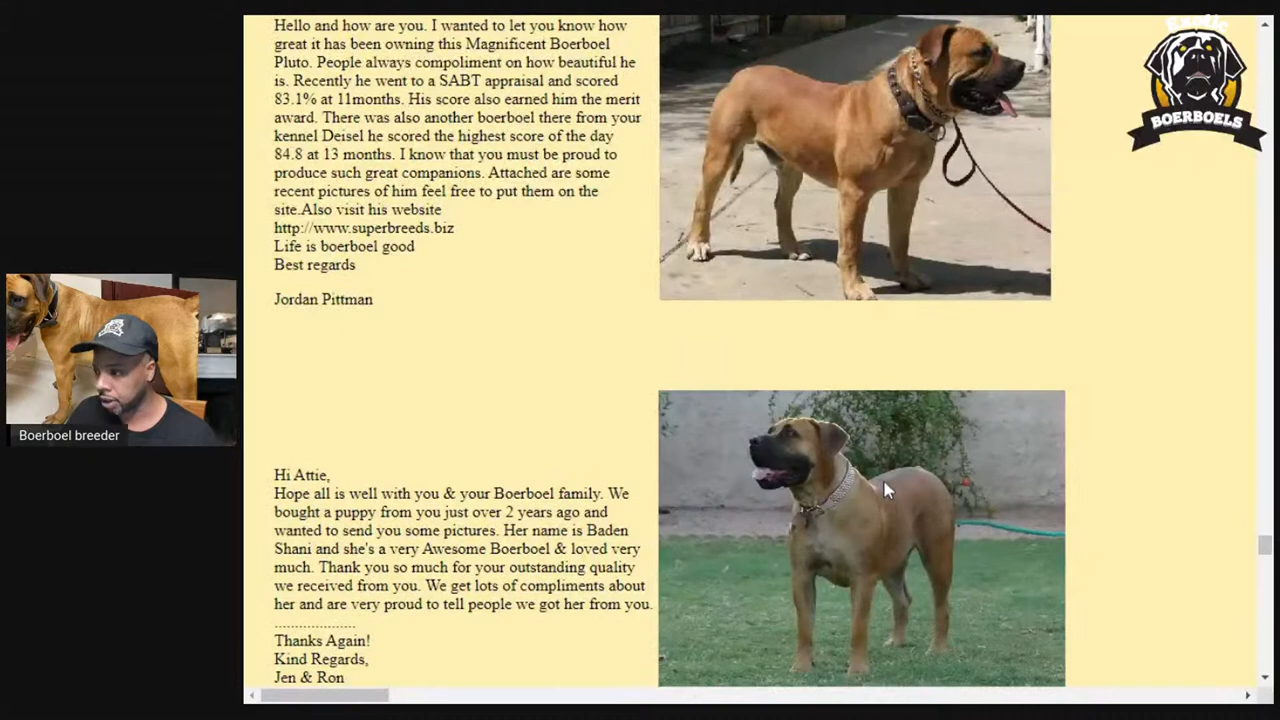 Hello and how are you. I wanted to let you know how
great it has been owning this Magnificent Boerboel
Pluto. People always compoliment on how beautiful he
is. Recently he went to a SABT appraisal and scored
83.1% at 11months. His score also earned him the merit
award. There was also another boerboel there from your
kennel Deisel he scored the highest score of the day
84.8 at 13 months. I know that you must be proud to
produce such great companions. Attached are some
recent pictures of him feel free to put them on the
site.Also visit his website
http://www.superbreeds.biz
Life is boerboel good
Best regards
Jordan Pittman
Hi Attie,
Hope all is well with you & your Boerboel family. We
bought a puppy from you just over 2 years ago and
wanted to send you some pictures. Her name is Baden
Shani and she's a very Awesome Boerboel & loved very
much. Thank you so much for your outstanding quality
we received from you. We get lots of compliments about
her and are very proud to tell people we got her from you.
....................
Thanks Again!
Kind Regards,
Jen & Ron
Exotic
BOERBOELS
Boerboel breeder